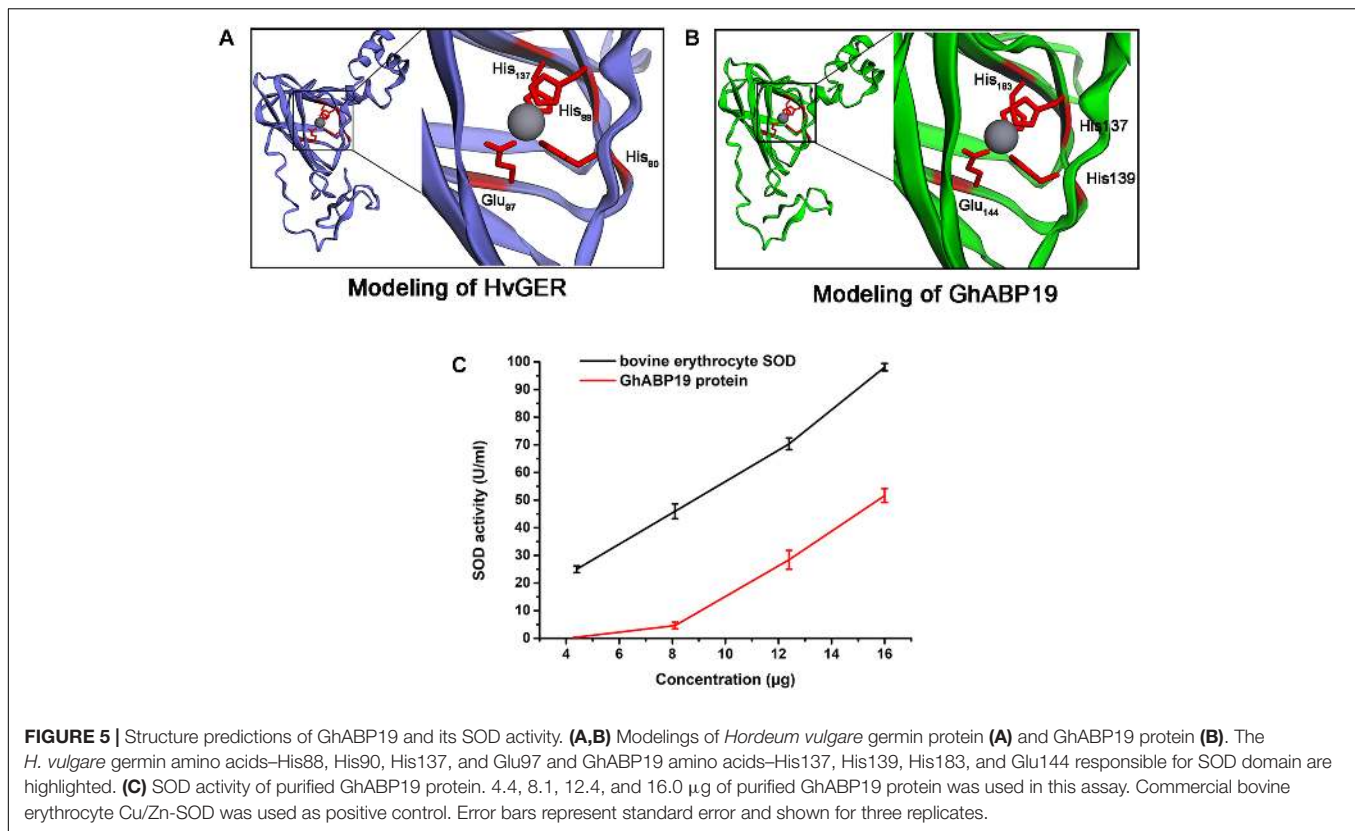 A
His₁₃₇
His₈₈
His₉₀
Glu₉₇
Modeling of HvGER
B
His₁₈₃
His137
His139
Glu₁₄₄
Modeling of GhABP19
C
bovine erythrocyte SOD
GhABP19 protein
100
90
80
70
60
50
40
30
20
10
0
SOD activity (U/ml)
4 6 8 10 12 14 16
Concentration (µg)
FIGURE 5 | Structure predictions of GhABP19 and its SOD activity. (A,B) Modelings of Hordeum vulgare germin protein (A) and GhABP19 protein (B). The
H. vulgare germin amino acids–His88, His90, His137, and Glu97 and GhABP19 amino acids–His137, His139, His183, and Glu144 responsible for SOD domain are
highlighted. (C) SOD activity of purified GhABP19 protein. 4.4, 8.1, 12.4, and 16.0 µg of purified GhABP19 protein was used in this assay. Commercial bovine
erythrocyte Cu/Zn-SOD was used as positive control. Error bars represent standard error and shown for three replicates.